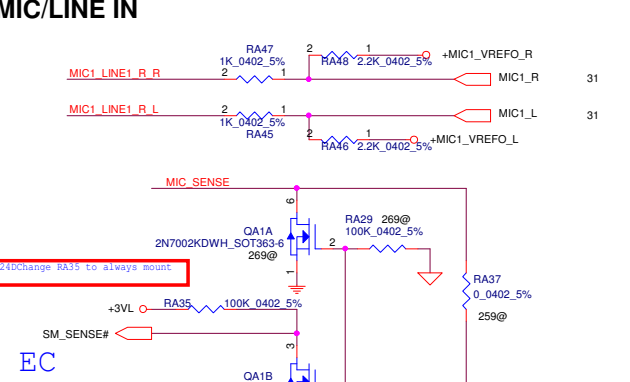 MIC/LINE IN
RA47
1K_0402_5%
2 1
MIC1_LINE1_R_R
2 1
RA48 2.2K_0402_5%
+MIC1_VREFO_R
MIC1_R 31
MIC1_LINE1_R_L
2 1
1K_0402_5%
RA45
MIC1_L 31
2 1
RA46 2.2K_0402_5%
+MIC1_VREFO_L
MIC_SENSE
6
QA1A
2N7002KDWH_SOT363-6
269@
2
1
RA29 269@
100K_0402_5%
RA37
0_0402_5%
259@
24DChange RA35 to always mount
+3VL
RA35 100K_0402_5%
SM_SENSE#
EC
3
QA1B